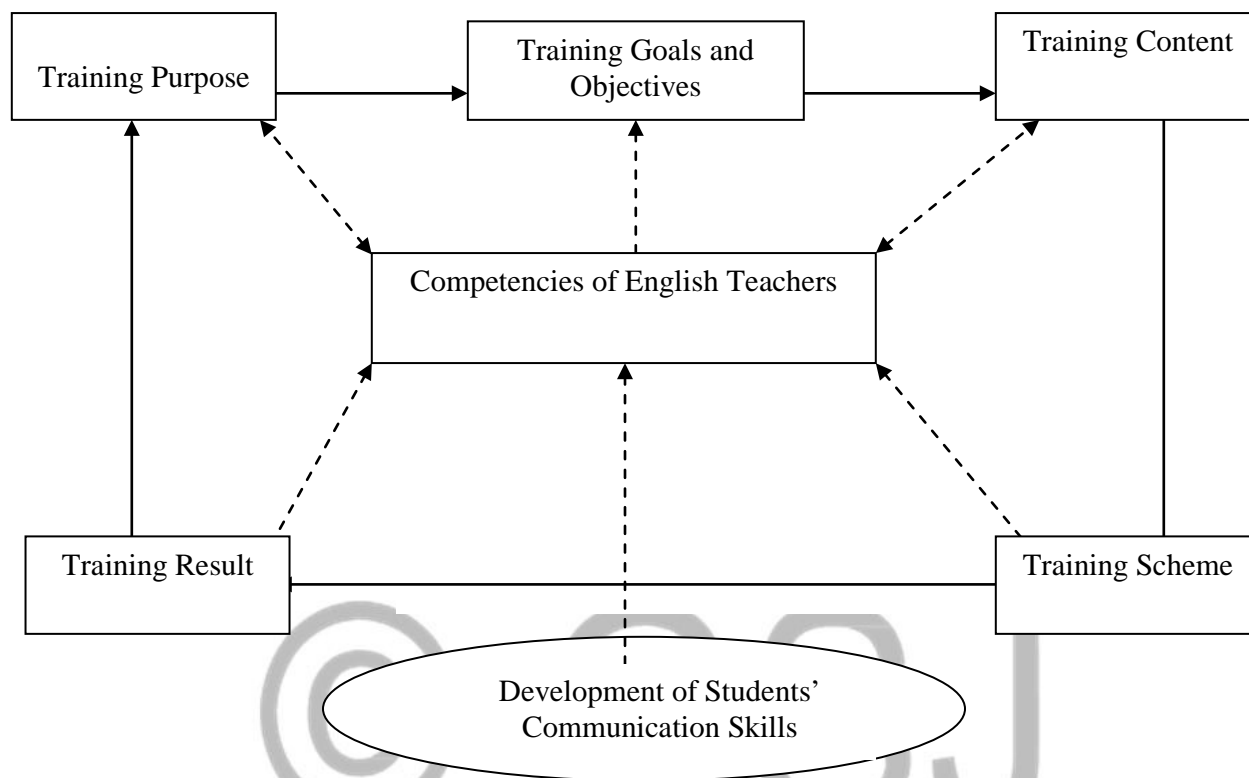 Training Purpose
Training Goals and
Objectives
Training Content
Competencies of English Teachers
Training Result
Training Scheme
Development of Students’
Communication Skills